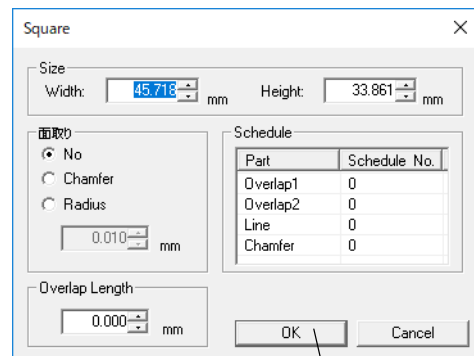 Square
Size
Width: 45.718 mm Height: 33.861 mm
面取り
No
Chamfer
Radius
0.010 mm
Schedule
Part Schedule No.
Overlap1 0
Overlap2 0
Line 0
Chamfer 0
Overlap Length
0.000 mm
OK Cancel